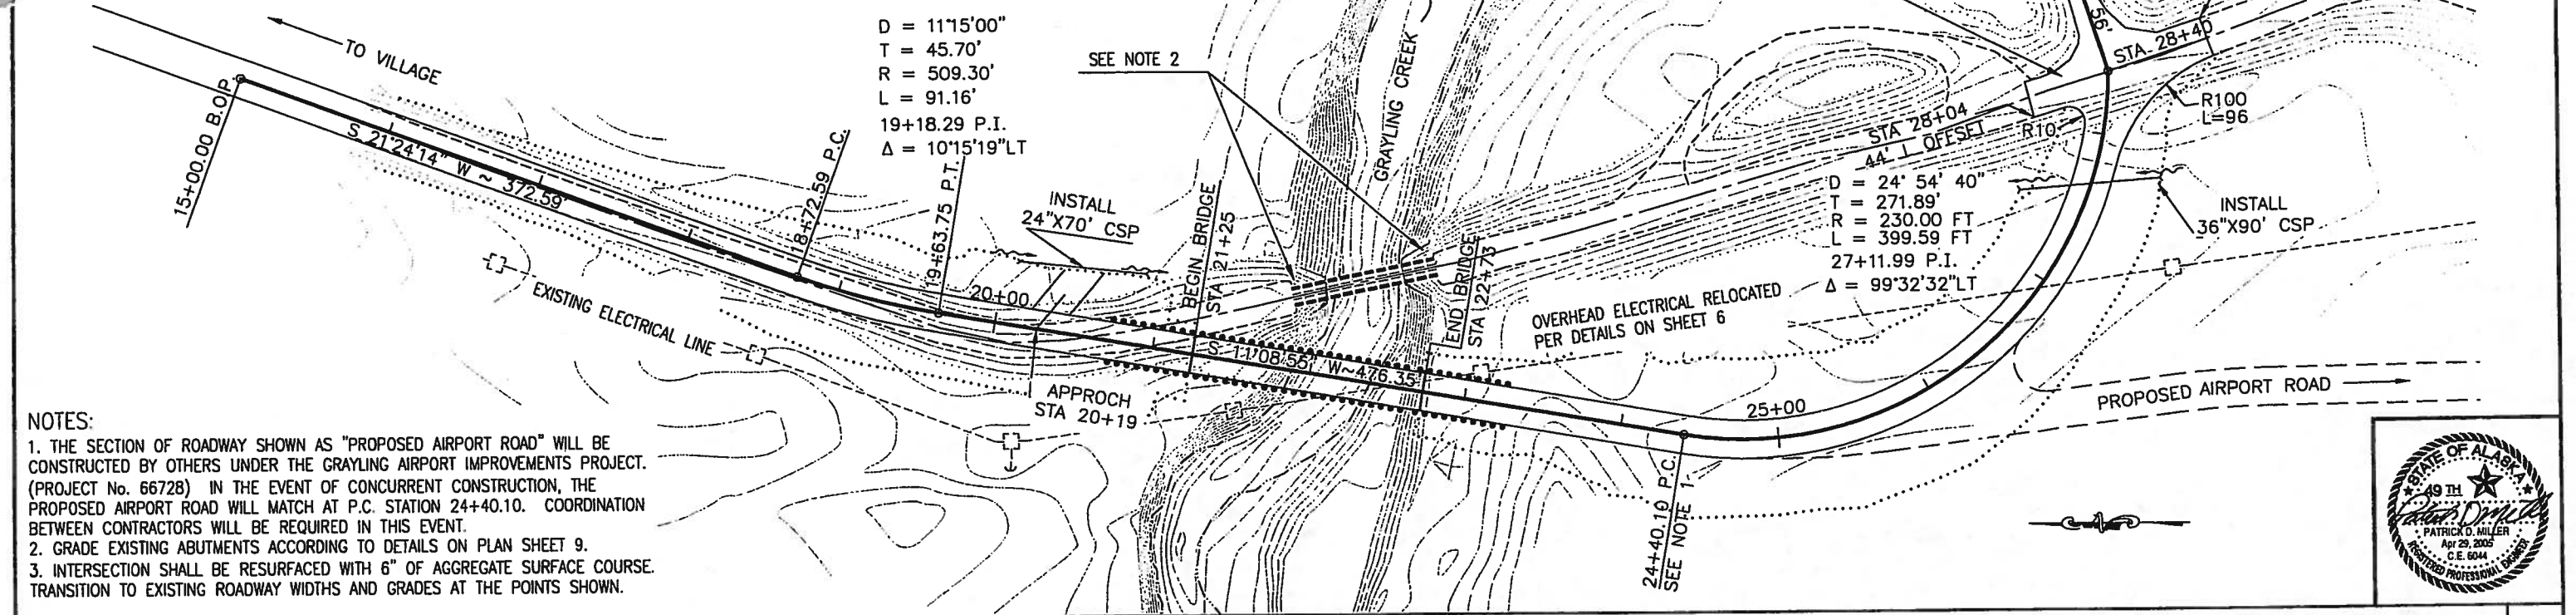 TO VILLAGE
15+00.00 B.O.P.
S 21°24'14" W ~ 372.59'
18+72.59 P.C.
19+63.75 P.T.
D = 11°15'00"
T = 45.70'
R = 509.30'
L = 91.16'
19+18.29 P.I.
Δ = 10°15'19"LT
INSTALL
24"X70' CSP
20+00
SEE NOTE 2
GRAYLING CREEK
BEGIN BRIDGE
STA 21+25
END BRIDGE
STA 22+73
S 11°08'55" W~476.35'
EXISTING ELECTRICAL LINE
APPROCH
STA 20+19
OVERHEAD ELECTRICAL RELOCATED
PER DETAILS ON SHEET 6
56'
STA 28+40
R100
L=96
STA 28+04
44' L OFFSET
R10
D = 24° 54' 40"
T = 271.89'
R = 230.00 FT
L = 399.59 FT
27+11.99 P.I.
Δ = 99°32'32"LT
INSTALL
36"X90' CSP
25+00
24+40.10 P.C.
SEE NOTE 1
PROPOSED AIRPORT ROAD
NOTES:
1. THE SECTION OF ROADWAY SHOWN AS "PROPOSED AIRPORT ROAD" WILL BE
CONSTRUCTED BY OTHERS UNDER THE GRAYLING AIRPORT IMPROVEMENTS PROJECT.
(PROJECT No. 66728) IN THE EVENT OF CONCURRENT CONSTRUCTION, THE
PROPOSED AIRPORT ROAD WILL MATCH AT P.C. STATION 24+40.10. COORDINATION
BETWEEN CONTRACTORS WILL BE REQUIRED IN THIS EVENT.
2. GRADE EXISTING ABUTMENTS ACCORDING TO DETAILS ON PLAN SHEET 9.
3. INTERSECTION SHALL BE RESURFACED WITH 6" OF AGGREGATE SURFACE COURSE.
TRANSITION TO EXISTING ROADWAY WIDTHS AND GRADES AT THE POINTS SHOWN.
STATE OF ALASKA
49 TH
Patrick D Miller
PATRICK D. MILLER
Apr 29, 2005
C.E. 6044
REGISTERED PROFESSIONAL ENGINEER